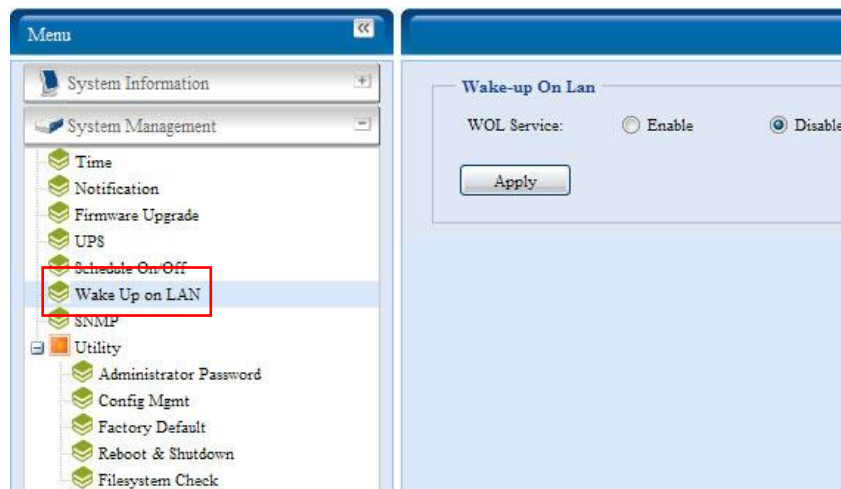 Menu
System Information
System Management
Time
Notification
Firmware Upgrade
UPS
Schedule On/Off
Wake Up on LAN
SNMP
Utility
Administrator Password
Config Mgmt
Factory Default
Reboot & Shutdown
Filesystem Check
Wake-up On Lan
WOL Service: Enable Disable
Apply